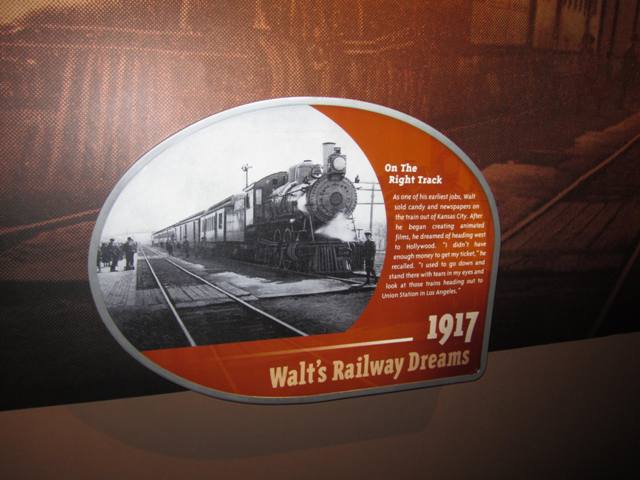 On The
Right Track
As one of his earliest jobs, Walt
sold candy and newspapers on
the train out of Kansas City. After
he began creating animated
films, he dreamed of heading west
to Hollywood. "I didn't have
enough money to get my ticket," he
recalled. "I used to go down and
stand there with tears in my eyes and
look at those trains heading out to
Union Station in Los Angeles."
1917
Walt's Railway Dreams